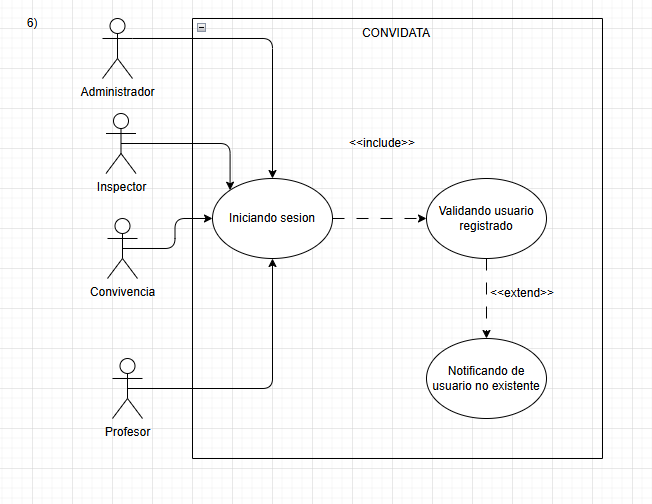 6)
CONVIDATA
Administrador
<<include>>
Inspector
Iniciando sesion
Validando usuario
registrado
Convivencia
<<extend>>
Notificando de
usuario no existente
Profesor